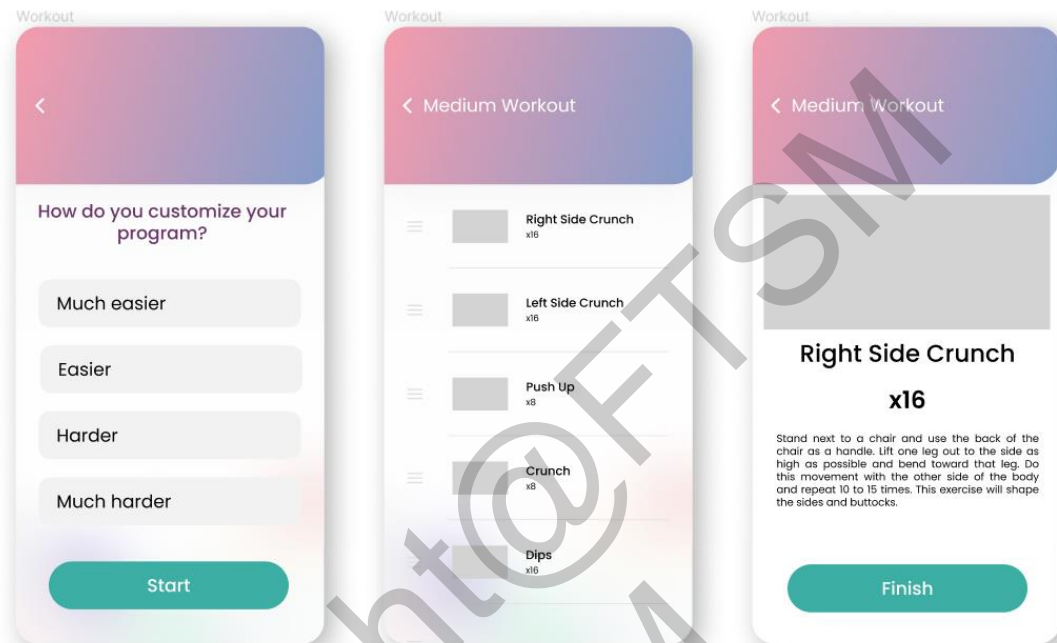 Workout
How do you customize your
program?
Much easier
Easier
Harder
Much harder
Start
Workout
Medium Workout
Right Side Crunch
x16
Left Side Crunch
x16
Push Up
x8
Crunch
x8
Dips
x16
Workout
Medium Workout
Right Side Crunch
x16
Stand next to a chair and use the back of the
chair as a handle. Lift one leg out to the side as
high as possible and bend toward that leg. Do
this movement with the other side of the body
and repeat 10 to 15 times. This exercise will shape
the sides and buttocks.
Finish
ht@FTSM